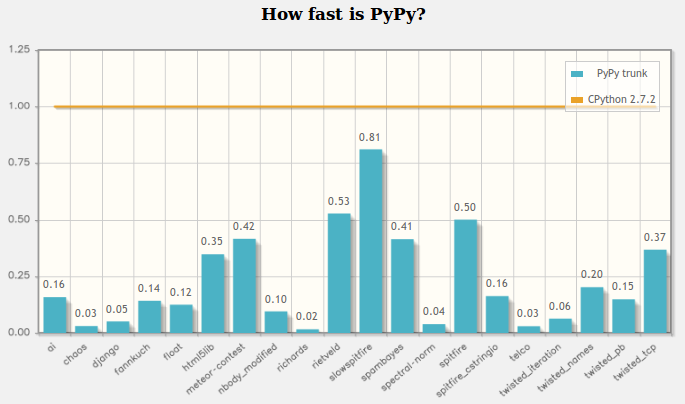 How fast is PyPy?
1.25
1.00
0.75
0.50
0.25
0.00
PyPy trunk
CPython 2.7.2
0.16
0.03
0.05
0.14
0.12
0.35
0.42
0.10
0.02
0.53
0.81
0.41
0.04
0.50
0.16
0.03
0.06
0.20
0.15
0.37
ai
chaos
django
fannkuch
float
html5lib
meteor-contest
nbody_modified
richards
rietveld
slowspitfire
spambayes
spectral-norm
spitfire
spitfire_cstringio
telco
twisted_iteration
twisted_names
twisted_pb
twisted_tcp